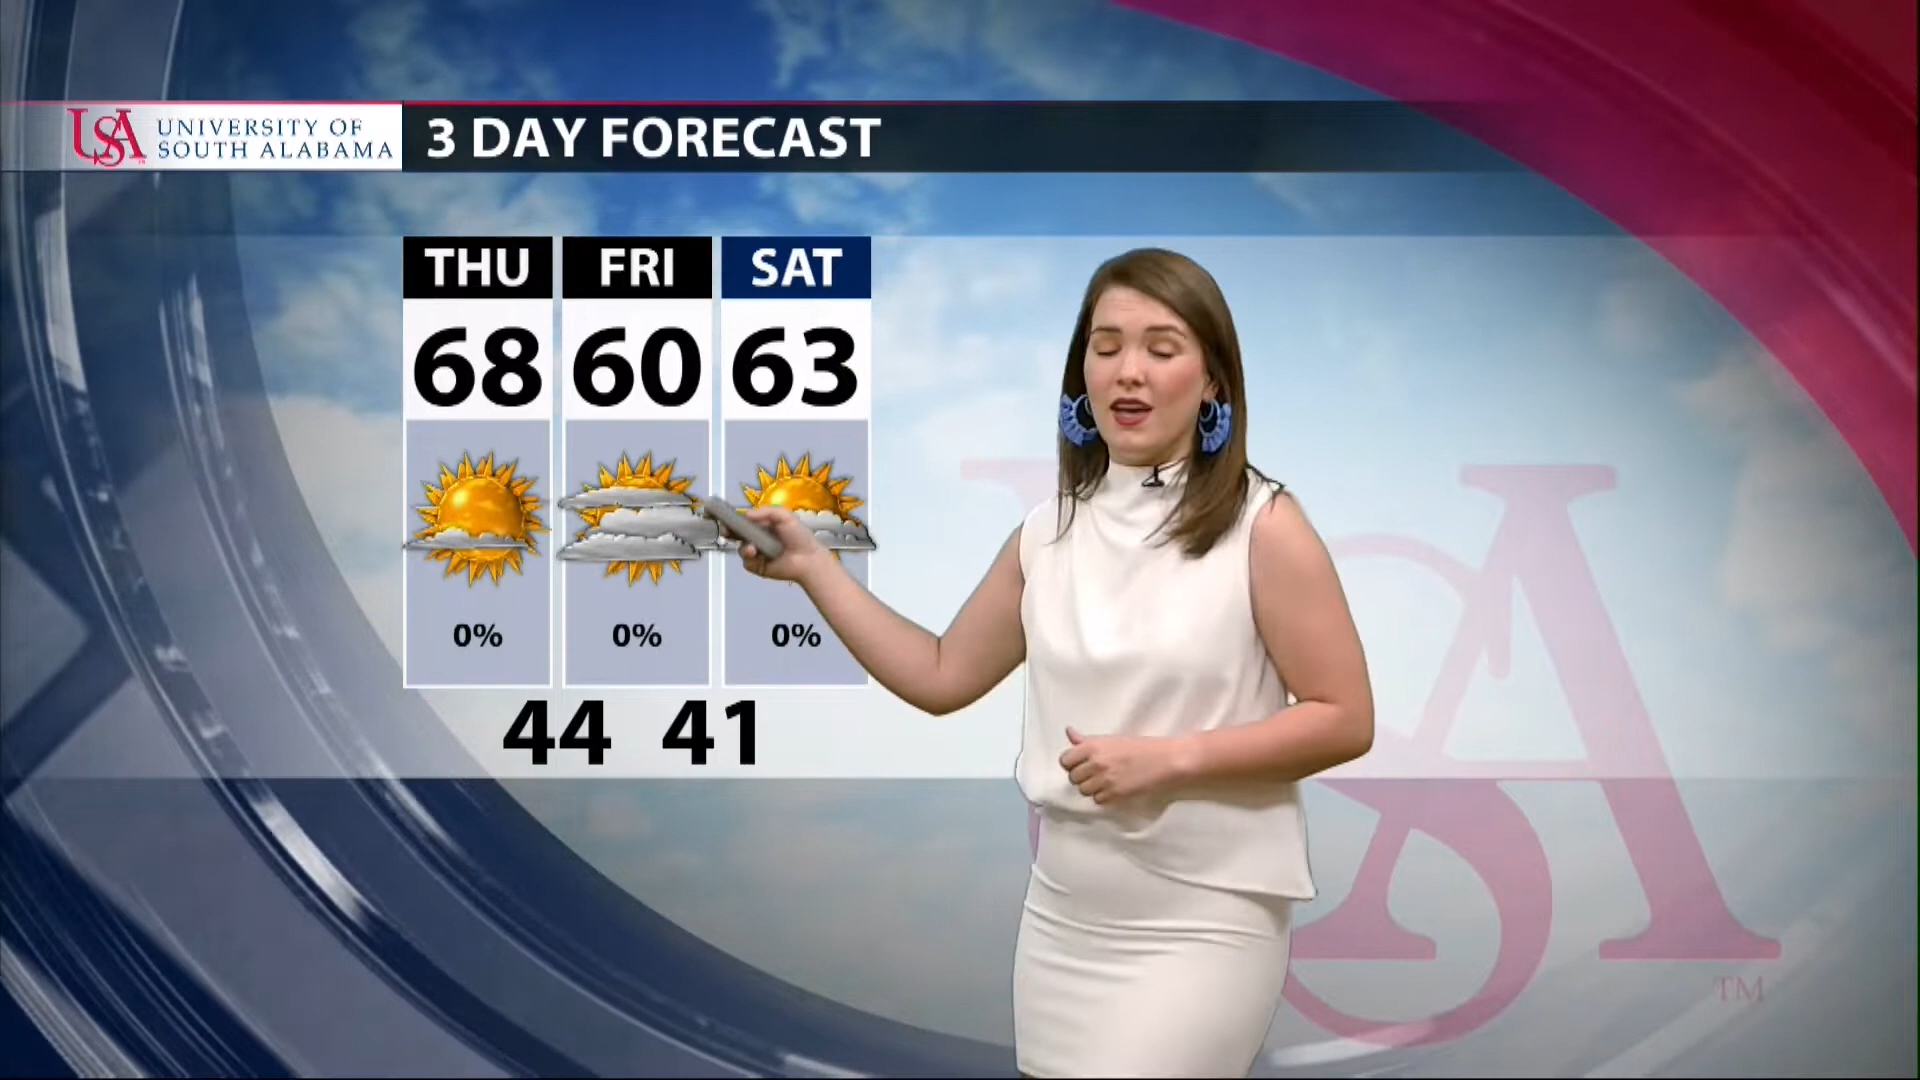 USA UNIVERSITY OF
SOUTH ALABAMA
3 DAY FORECAST
THU FRI SAT
68 60 63
0% 0% 0%
44 41
USA
TM